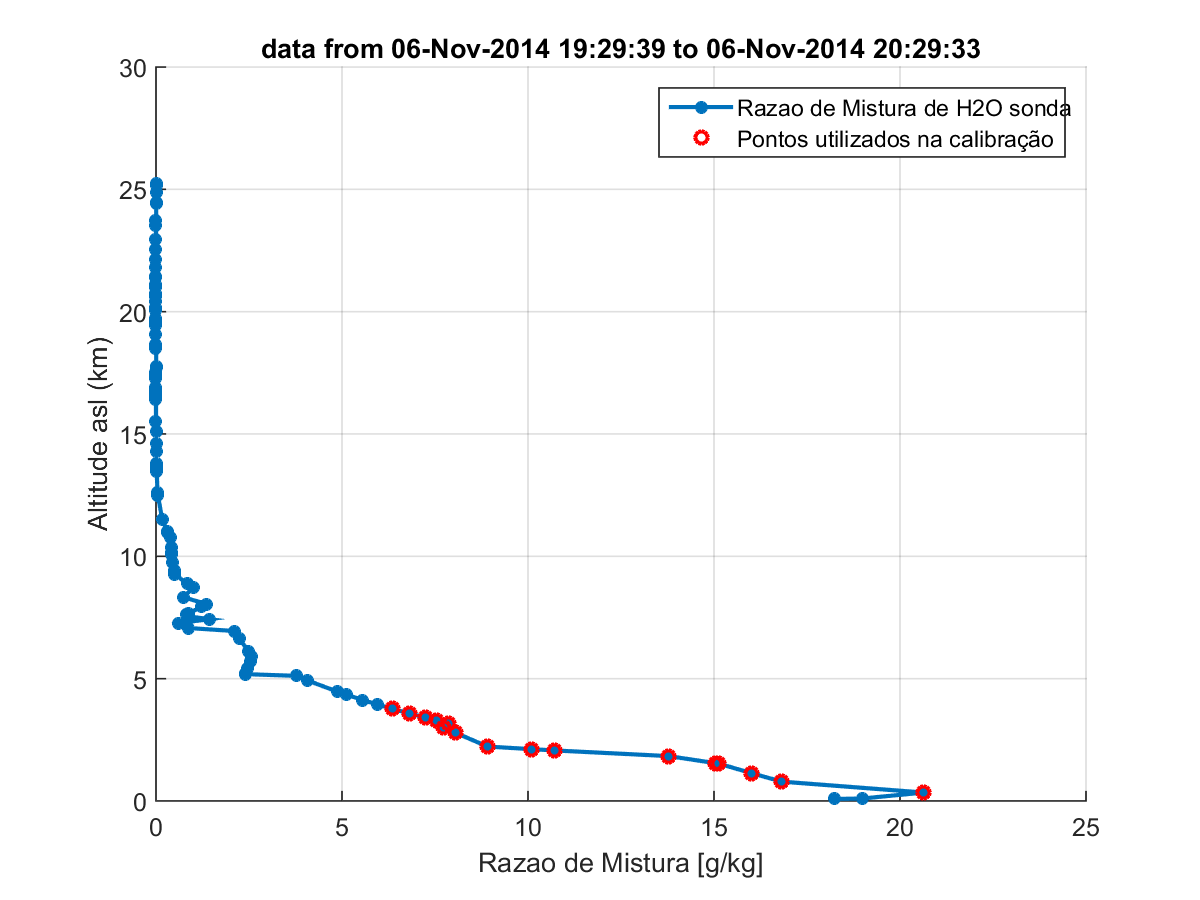 data from 06-Nov-2014 19:29:39 to 06-Nov-2014 20:29:33
Razao de Mistura de H2O sonda
Pontos utilizados na calibração
30
25
20
15
10
5
0
Altitude asl (km)
0 5 10 15 20 25
Razao de Mistura [g/kg]